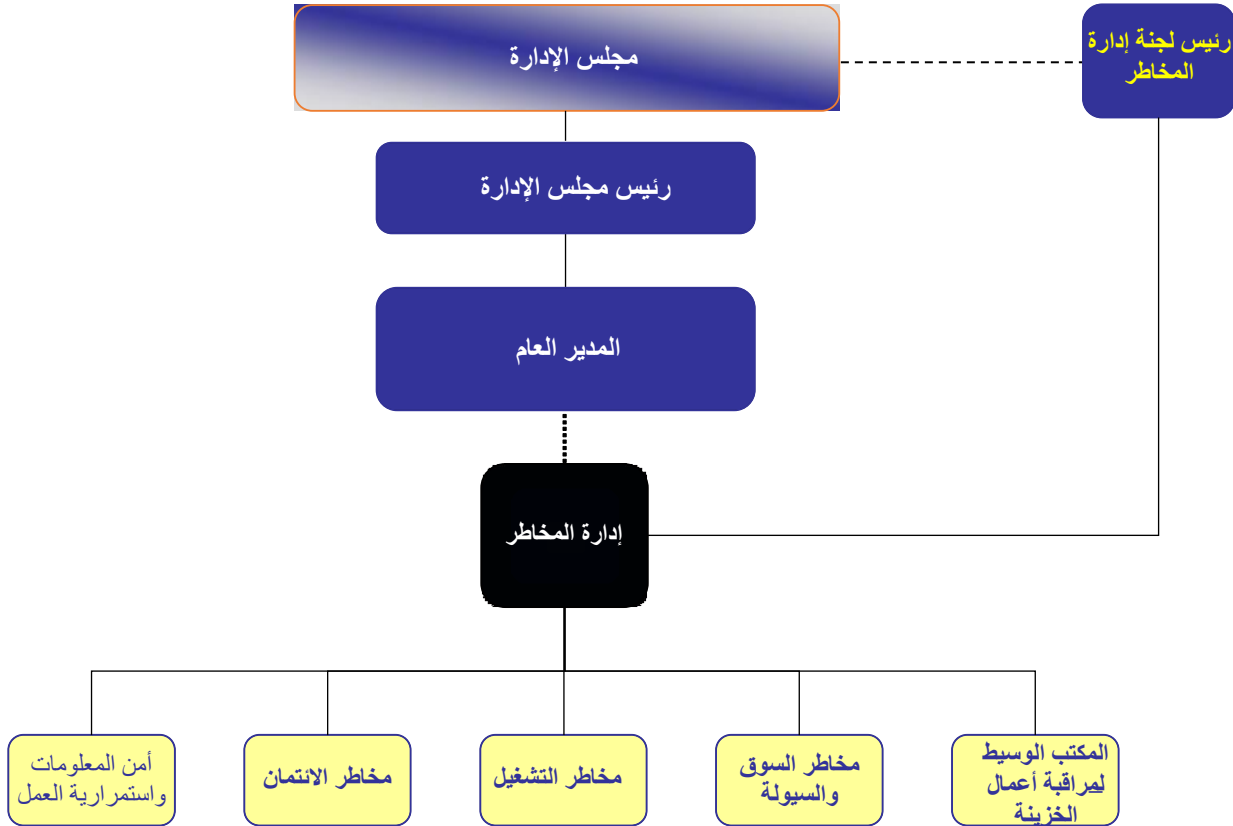 مجلس الإدارة
رئيس لجنة إدارة
المخاطر
رئيس مجلس الإدارة
المدير العام
إدارة المخاطر
المكتب الوسيط
لمراقبة أعمال
الخزينة
مخاطر السوق
والسيولة
مخاطر التشغيل
مخاطر الائتمان
أمن المعلومات
واستمرارية العمل